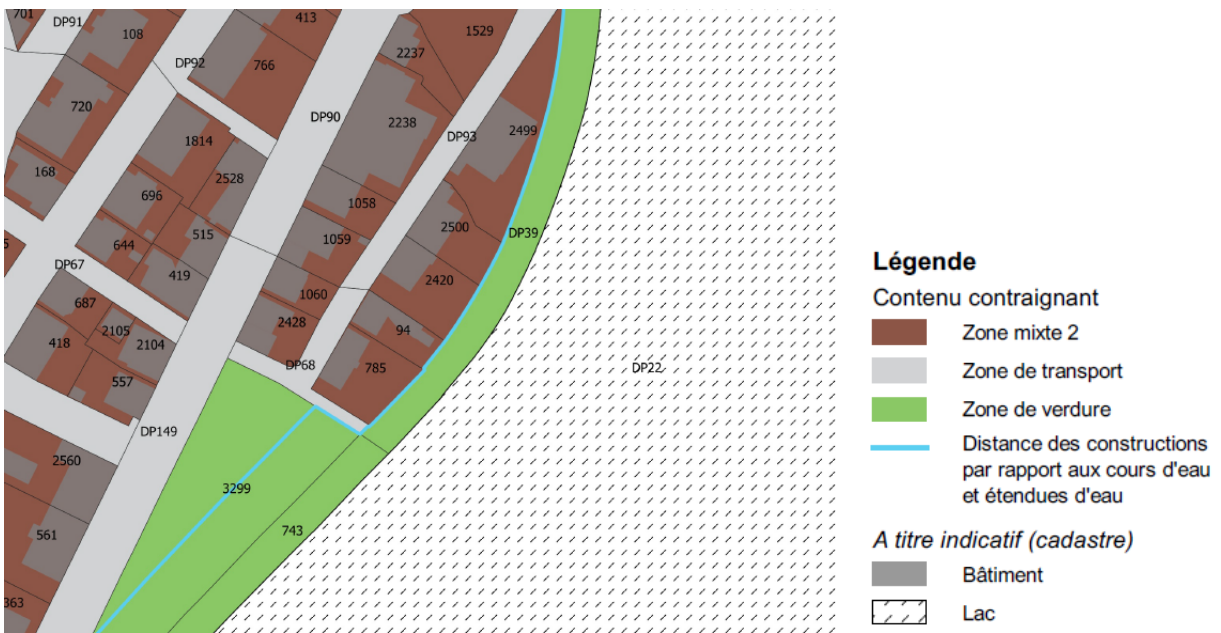 701
DP91
108
413
1529
2237
DP92
766
720
DP90
2238
DP93
2499
1814
168
2528
696
1058
2500
DP39
515
1059
644
5
DP67
419
2420
687
1060
94
2105
2428
418
2104
DP68
785
DP22
557
DP149
2560
3299
743
561
363
Légende
Contenu contraignant
Zone mixte 2
Zone de transport
Zone de verdure
Distance des constructions
par rapport aux cours d'eau
et étendues d'eau
A titre indicatif (cadastre)
Bâtiment
Lac